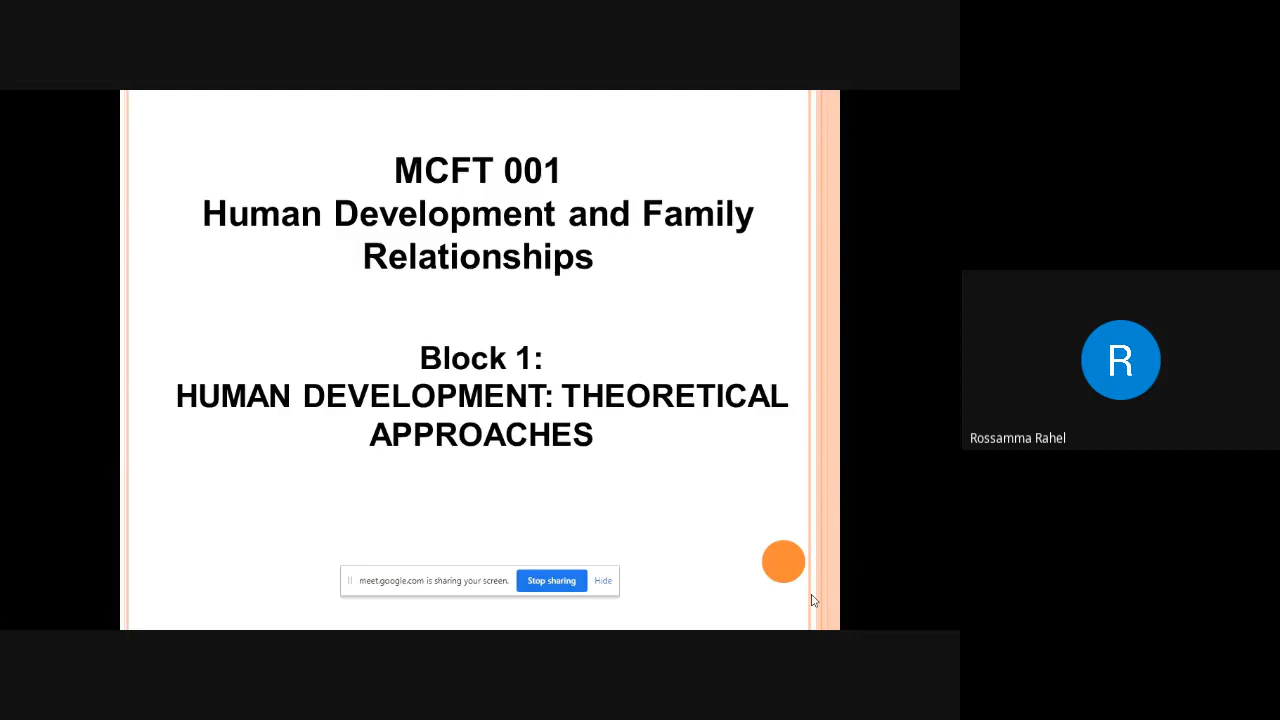 MCFT 001
Human Development and Family
Relationships
Block 1:
HUMAN DEVELOPMENT: THEORETICAL
APPROACHES
meet.google.com is sharing your screen.
Stop sharing
Hide
R
Rossamma Rahel